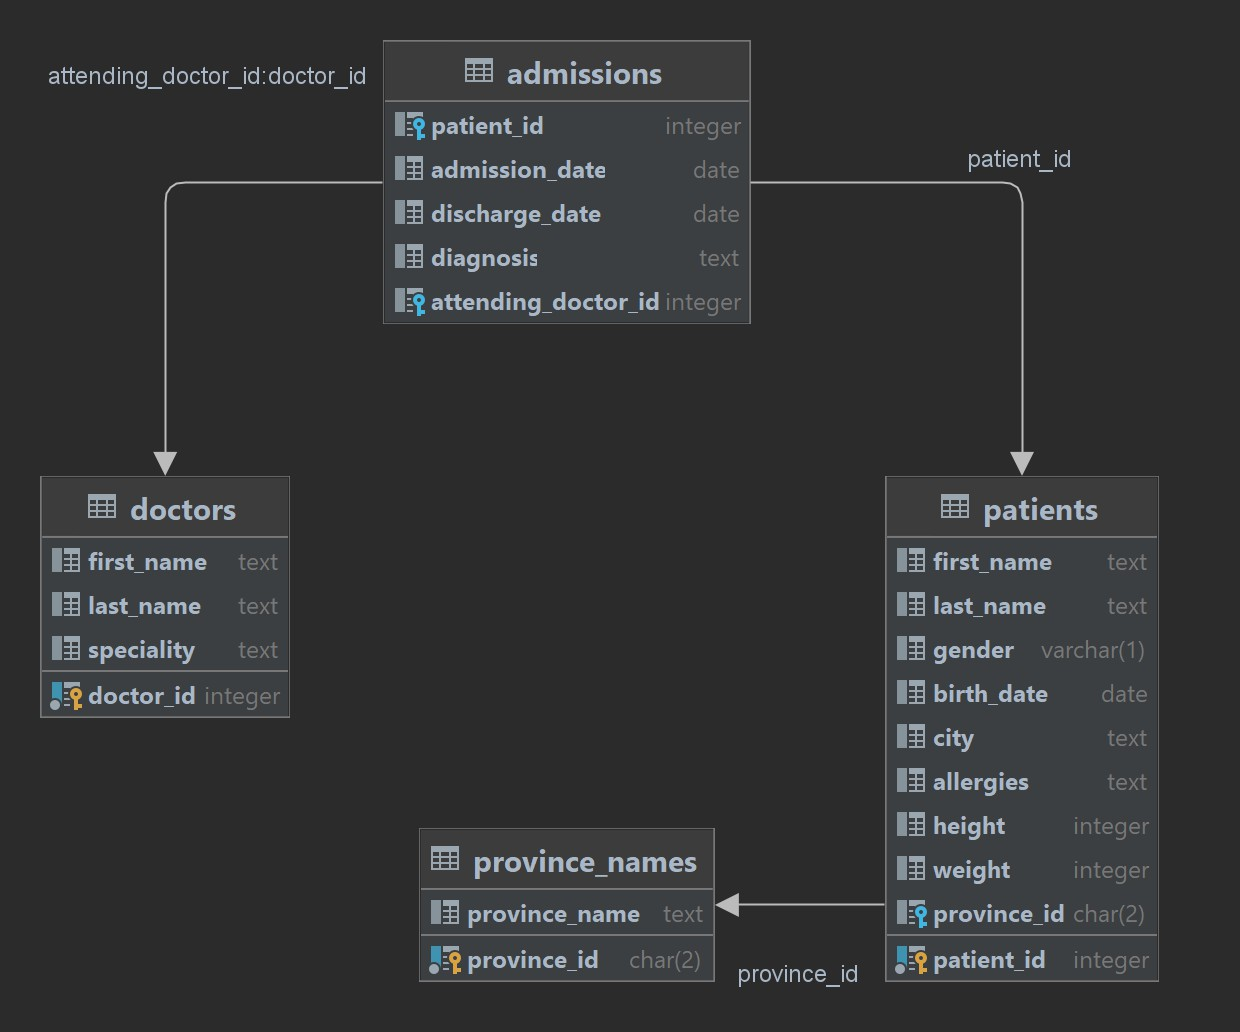 attending_doctor_id:doctor_id
admissions
patient_id integer
admission_date date
discharge_date date
diagnosis text
attending_doctor_id integer
patient_id
doctors
first_name text
last_name text
speciality text
doctor_id integer
patients
first_name text
last_name text
gender varchar(1)
birth_date date
city text
allergies text
height integer
weight integer
province_id char(2)
patient_id integer
province_names
province_name text
province_id char(2)
province_id